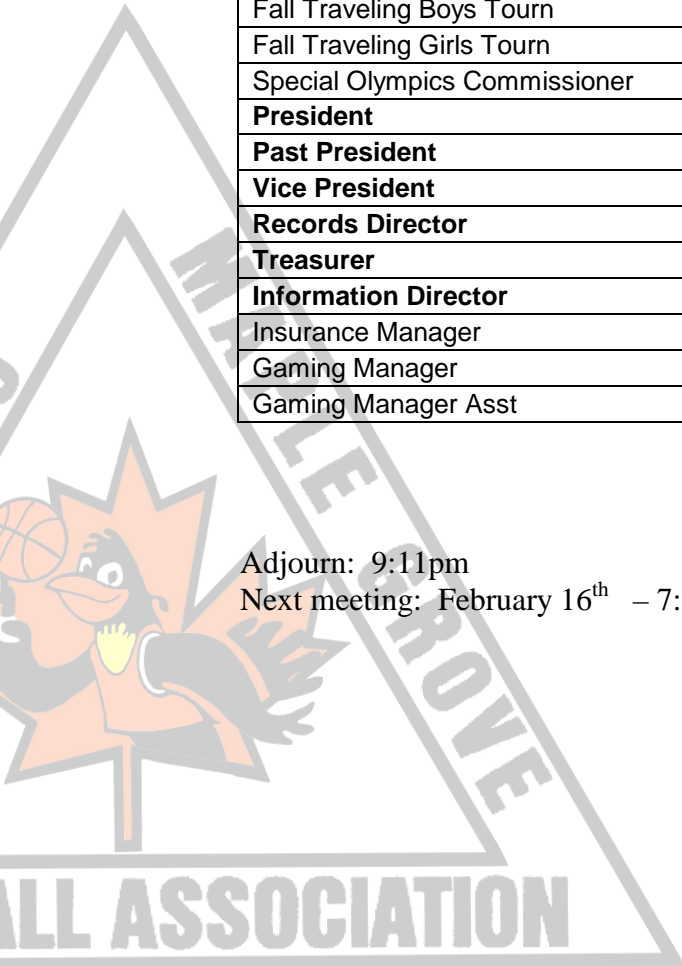 Fall Traveling Boys Tourn
Fall Traveling Girls Tourn
Special Olympics Commissioner
President
Past President
Vice President
Records Director
Treasurer
Information Director
Insurance Manager
Gaming Manager
Gaming Manager Asst
MAPLE GROVE
Adjourn: 9:11pm
Next meeting: February 16th – 7:
ALL ASSOCIATION